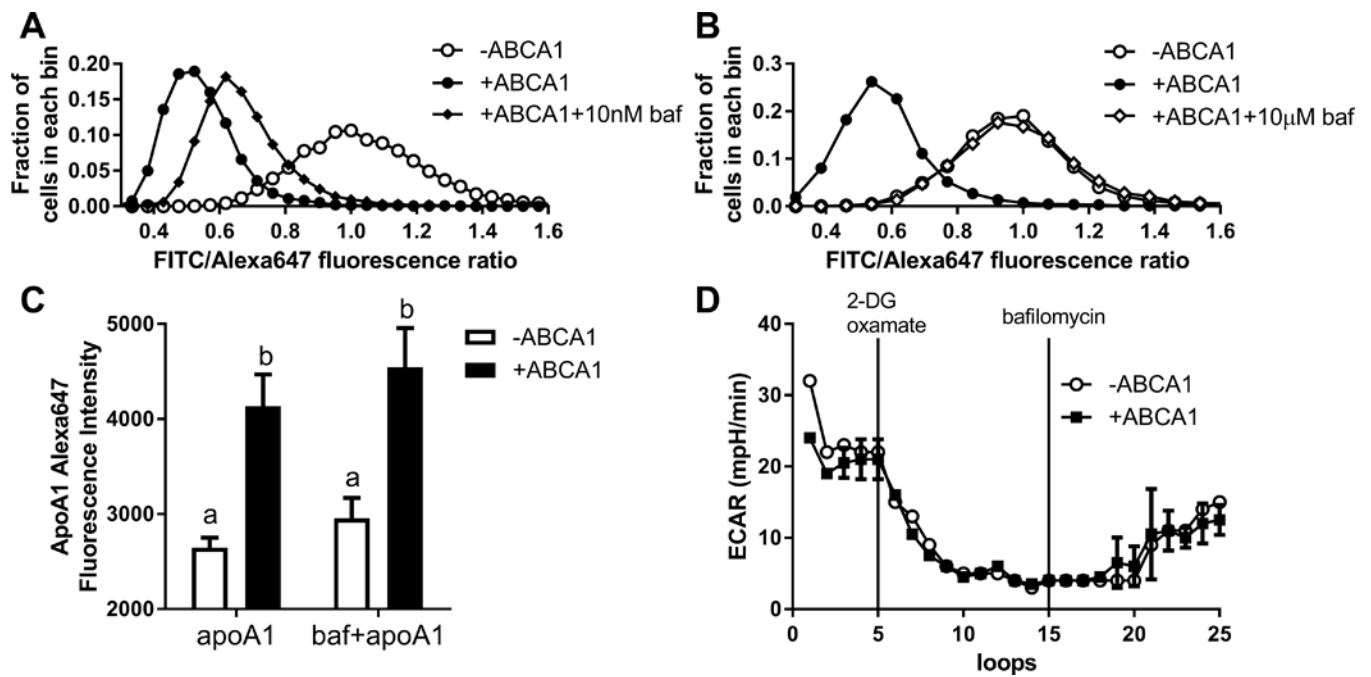 A
-ABCA1
+ABCA1
+ABCA1+10nM baf
Fraction of
cells in each bin
0.20
0.15
0.10
0.05
0.00
0.4 0.6 0.8 1.0 1.2 1.4 1.6
FITC/Alexa647 fluorescence ratio
B
-ABCA1
+ABCA1
+ABCA1+10μM baf
Fraction of
cells in each bin
0.3
0.2
0.1
0.0
0.4 0.6 0.8 1.0 1.2 1.4 1.6
FITC/Alexa647 fluorescence ratio
C
-ABCA1
+ABCA1
ApoA1 Alexa647
Fluorescence Intensity
5000
4000
3000
2000
a b a b
apoA1 baf+apoA1
D
2-DG
oxamate
bafilomycin
-ABCA1
+ABCA1
ECAR (mpH/min)
40
30
20
10
0
0 5 10 15 20 25
loops